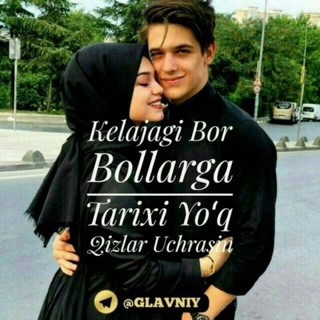 Kelajagi Bor
Bollarga
Tarixi Yo'q
Qizlar Uchrasin
@GLAVNIY